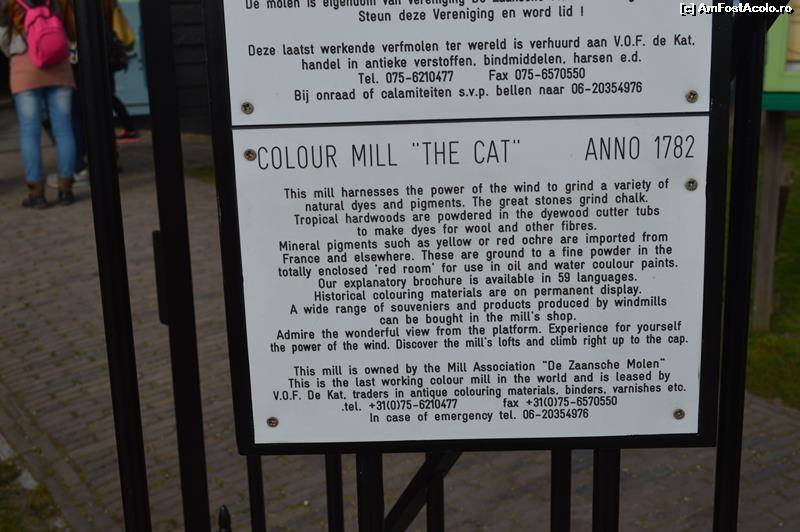 [c] AmFostAcolo.ro
De molen is eigendom van Vereniging De Zaansche
Steun deze Vereniging en word lid !
Deze laatst werkende verfmolen ter wereld is verhuurd aan V.O.F. de Kat,
handel in antieke verfstoffen, bindmiddelen, harsen e.d.
Tel. 075-6210477 Fax 075-6570550
Bij onraad of calamiteiten s.v.p. bellen naar 06-20354976
COLOUR MILL "THE CAT" ANNO 1782
This mill harnesses the power of the wind to grind a variety of
natural dyes and pigments. The great stones grind chalk.
Tropical hardwoods are powdered in the dyewood cutter tubs
to make dyes for wool and other fibres.
Mineral pigments such as yellow or red ochre are imported from
France and elsewhere. These are ground to a fine powder in the
totally enclosed 'red room' for use in oil and water coulour paints.
Our explanatory brochure is available in 59 languages.
Historical colouring materials are on permanent display.
A wide range of souveniers and products produced by windmills
can be bought in the mill's shop.
Admire the wonderful view from the platform. Experience for yourself
the power of the wind. Discover the mill's lofts and climb right up to the cap.
This mill is owned by the Mill Association "De Zaansche Molen"
This is the last working colour mill in the world and is leased by
V.O.F. De Kat, traders in antique colouring materials, binders, varnishes etc.
.tel. +31(0)75-6210477 fax +31(0)75-6570550
In case of emergency tel. 06-20354976